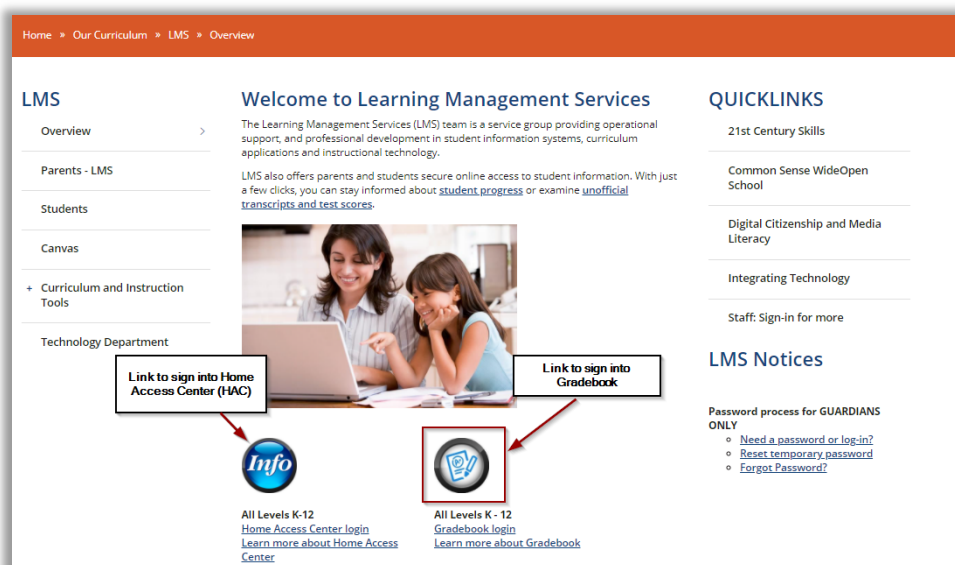 Home » Our Curriculum » LMS » Overview
LMS
Overview
Parents - LMS
Students
Canvas
+ Curriculum and Instruction
Tools
Technology Department
Welcome to Learning Management Services
The Learning Management Services (LMS) team is a service group providing operational
support, and professional development in student information systems, curriculum
applications and instructional technology.
LMS also offers parents and students secure online access to student information. With just
a few clicks, you can stay informed about student progress or examine unofficial
transcripts and test scores.
Link to sign into Home
Access Center (HAC)
Link to sign into
Gradebook
Info
All Levels K-12
Home Access Center login
Learn more about Home Access
Center
All Levels K - 12
Gradebook login
Learn more about Gradebook
QUICKLINKS
21st Century Skills
Common Sense WideOpen
School
Digital Citizenship and Media
Literacy
Integrating Technology
Staff: Sign-in for more
LMS Notices
Password process for GUARDIANS
ONLY
Need a password or log-in?
Reset temporary password
Forgot Password?